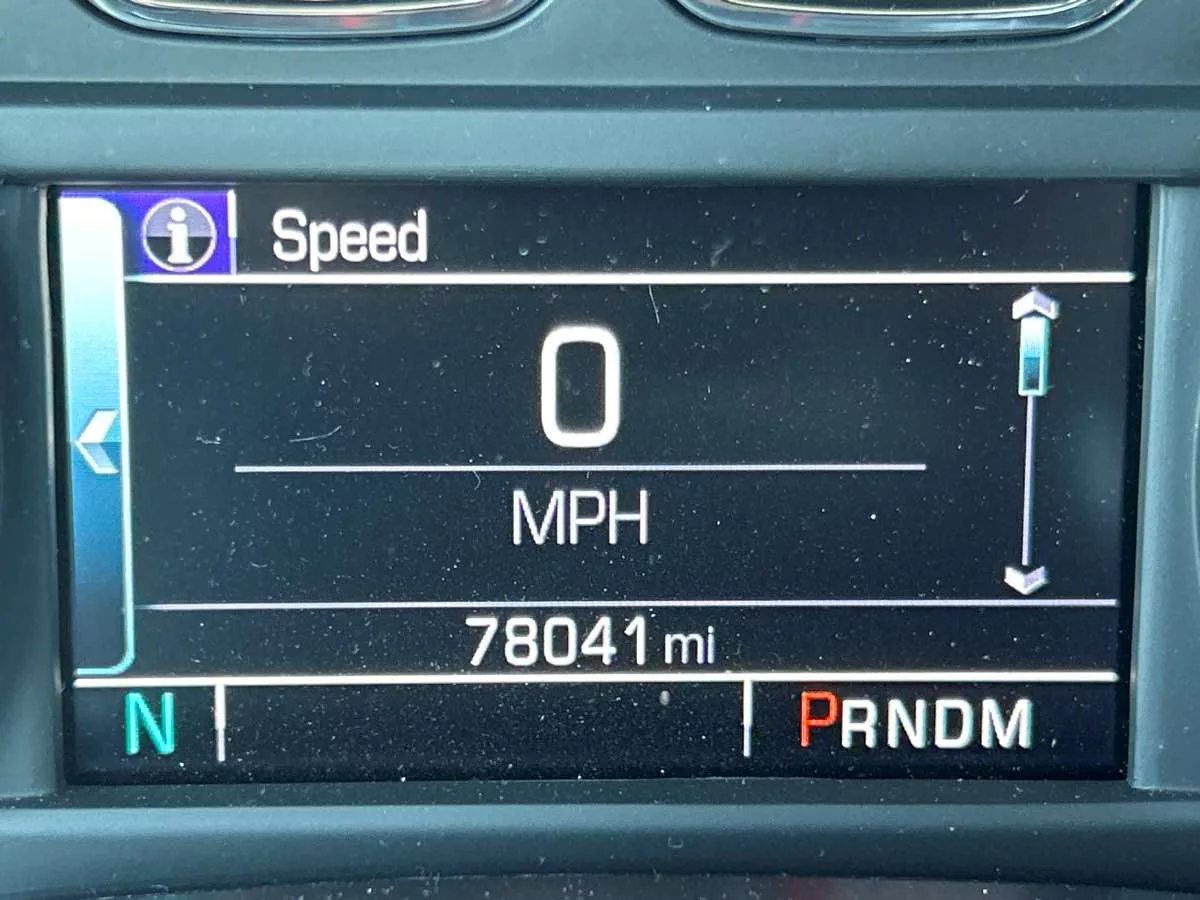 i Speed
0
MPH
78041 mi
N PRNDM